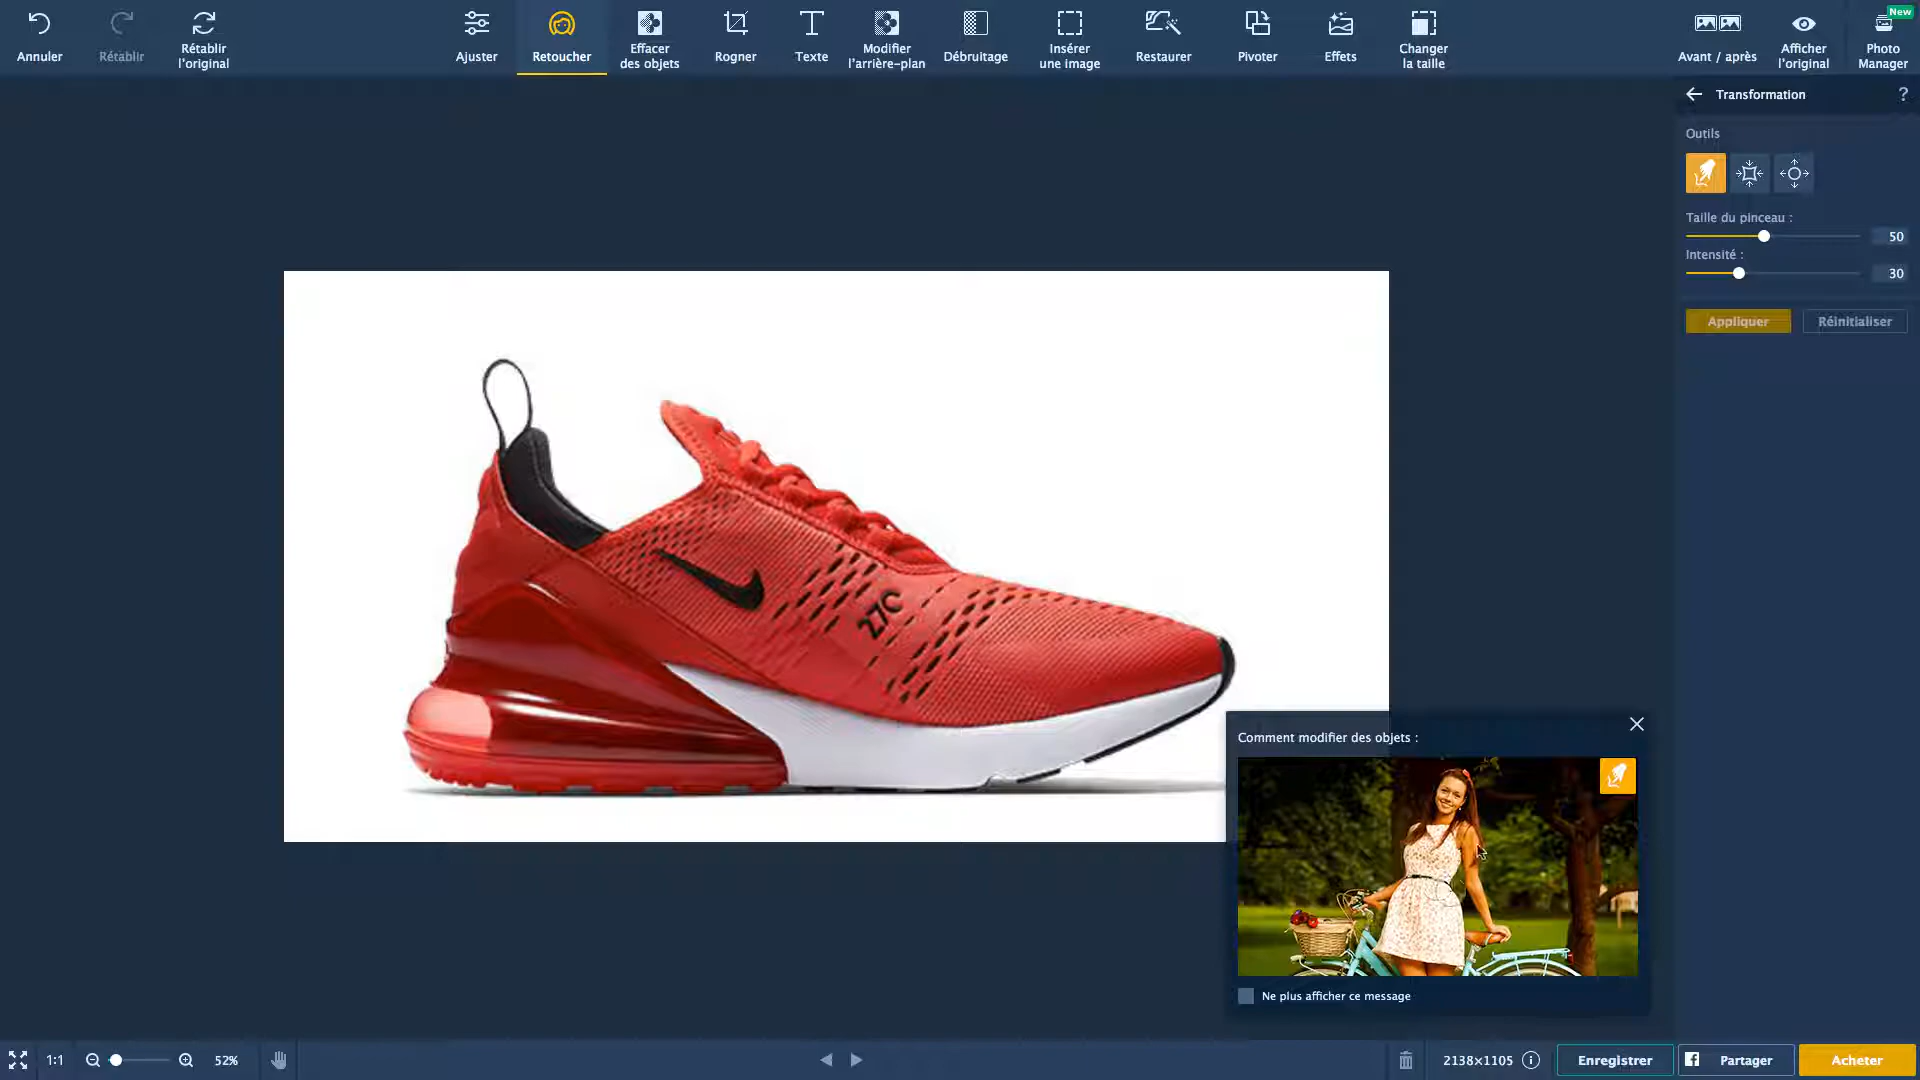 Annuler
Rétablir
Rétablir
l'original
Ajuster
Retoucher
Effacer
des objets
Rogner
Texte
Modifier
l'arrière-plan
Débruitage
Insérer
une image
Restaurer
Pivoter
Effets
Changer
la taille
Avant / après
Afficher
l'original
New
Photo
Manager
Transformation
?
Outils
Taille du pinceau :
50
Intensité :
30
Appliquer
Réinitialiser
270
Comment modifier des objets :
Ne plus afficher ce message
1:1
52%
2138×1105
Enregistrer
Partager
Acheter